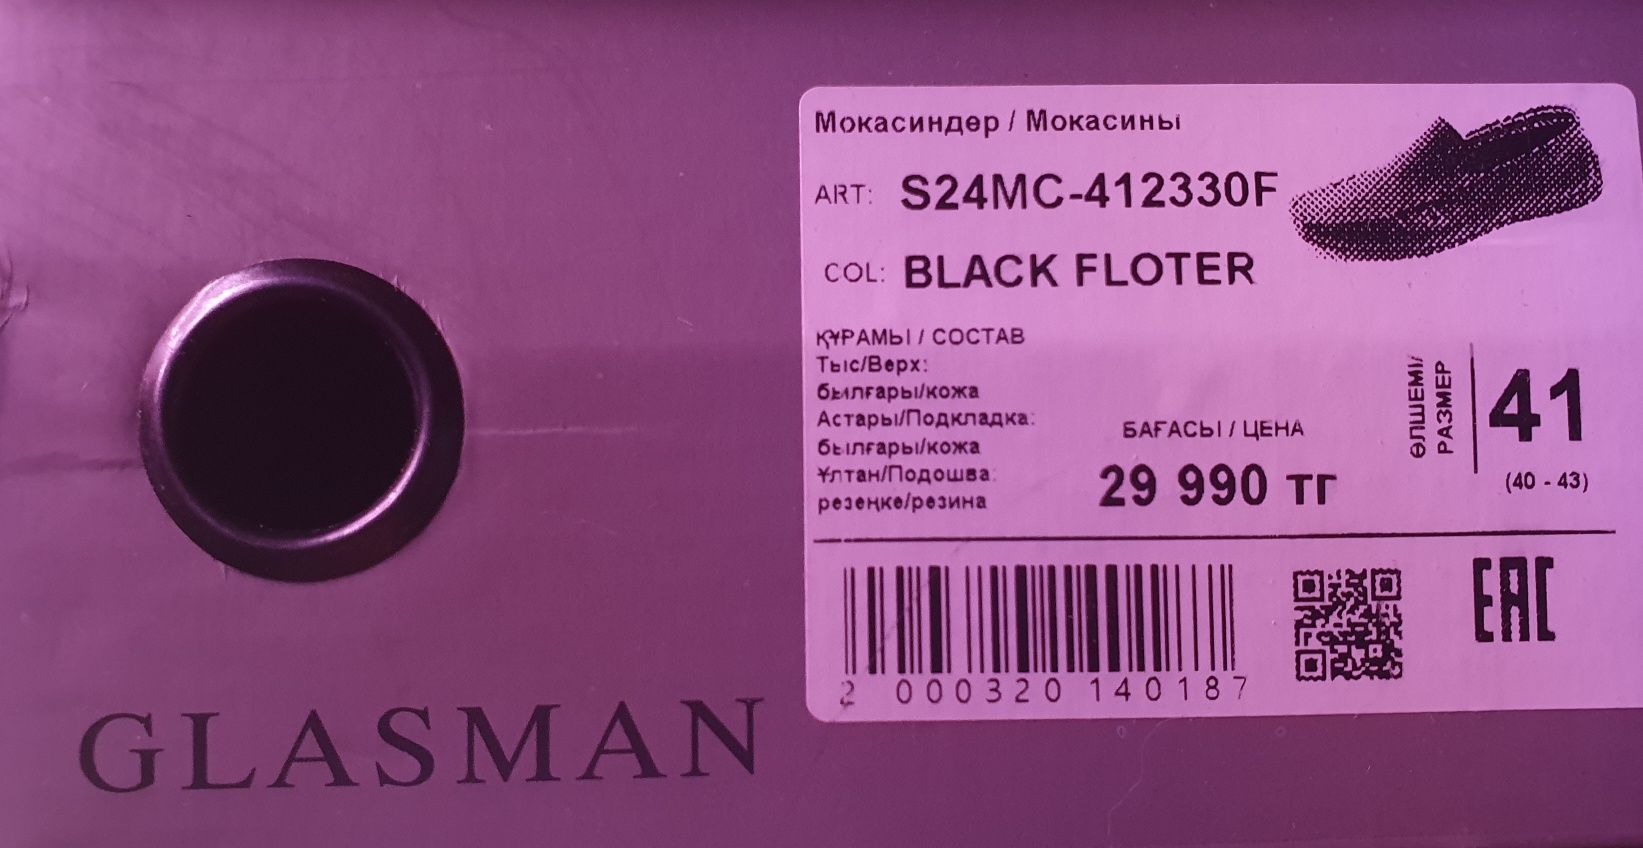 Мокасиндер / Мокасины
ART: S24MC-412330F
COL: BLACK FLOTER
ҚҰРАМЫ / СОСТАВ
Тыс/Верх:
былғары/кожа
Астары/Подкладка:
былғары/кожа
Ұлтан/Подошва:
резеңке/резина
БАҒАСЫ / ЦЕНА
29 990 тг
ӨЛШЕМІ/
РАЗМЕР
41
(40 - 43)
2 000320 140187
EAC
GLASMAN